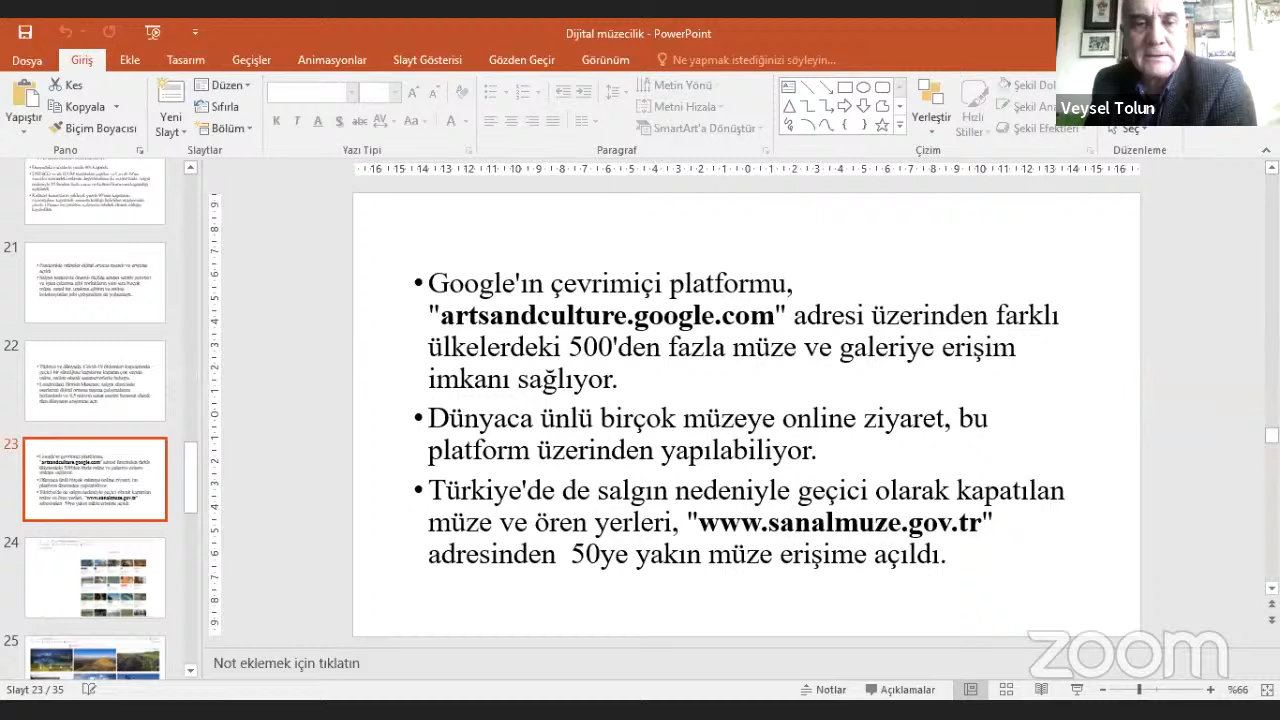 Dijital müzecilik - PowerPoint
Dosya Giriş Ekle Tasarım Geçişler Animasyonlar Slayt Gösterisi Gözden Geçir Görünüm Ne yapmak istediğinizi söyleyin...
Veysel Tolun
Yapıştır
Kes
Kopyala
Biçim Boyacısı
Yeni
Slayt
Düzen
Sıfırla
Bölüm
K T A S abc AV Aa A
Metin Yönü
Metni Hizala
SmartArt'a Dönüştür
Yerleştir
Hızlı
Stiller
Şekil
Şekil
Şekil Efektleri
Seç
Pano Slaytlar Yazı Tipi Paragraf Çizim Düzenleme
21
22
23
24
25
•Google'ın çevrimiçi platformu,
"artsandculture.google.com" adresi üzerinden farklı
ülkelerdeki 500'den fazla müze ve galeriye erişim
imkanı sağlıyor.
•Dünyaca ünlü birçok müzeye online ziyaret, bu
platform üzerinden yapılabiliyor.
•Türkiye'de de salgın nedeniyle geçici olarak kapatılan
müze ve ören yerleri, "www.sanalmuze.gov.tr"
adresinden 50ye yakın müze erişime açıldı.
zoom
Not eklemek için tıklatın
Slayt 23 / 35
Notlar
Açıklamalar
%66